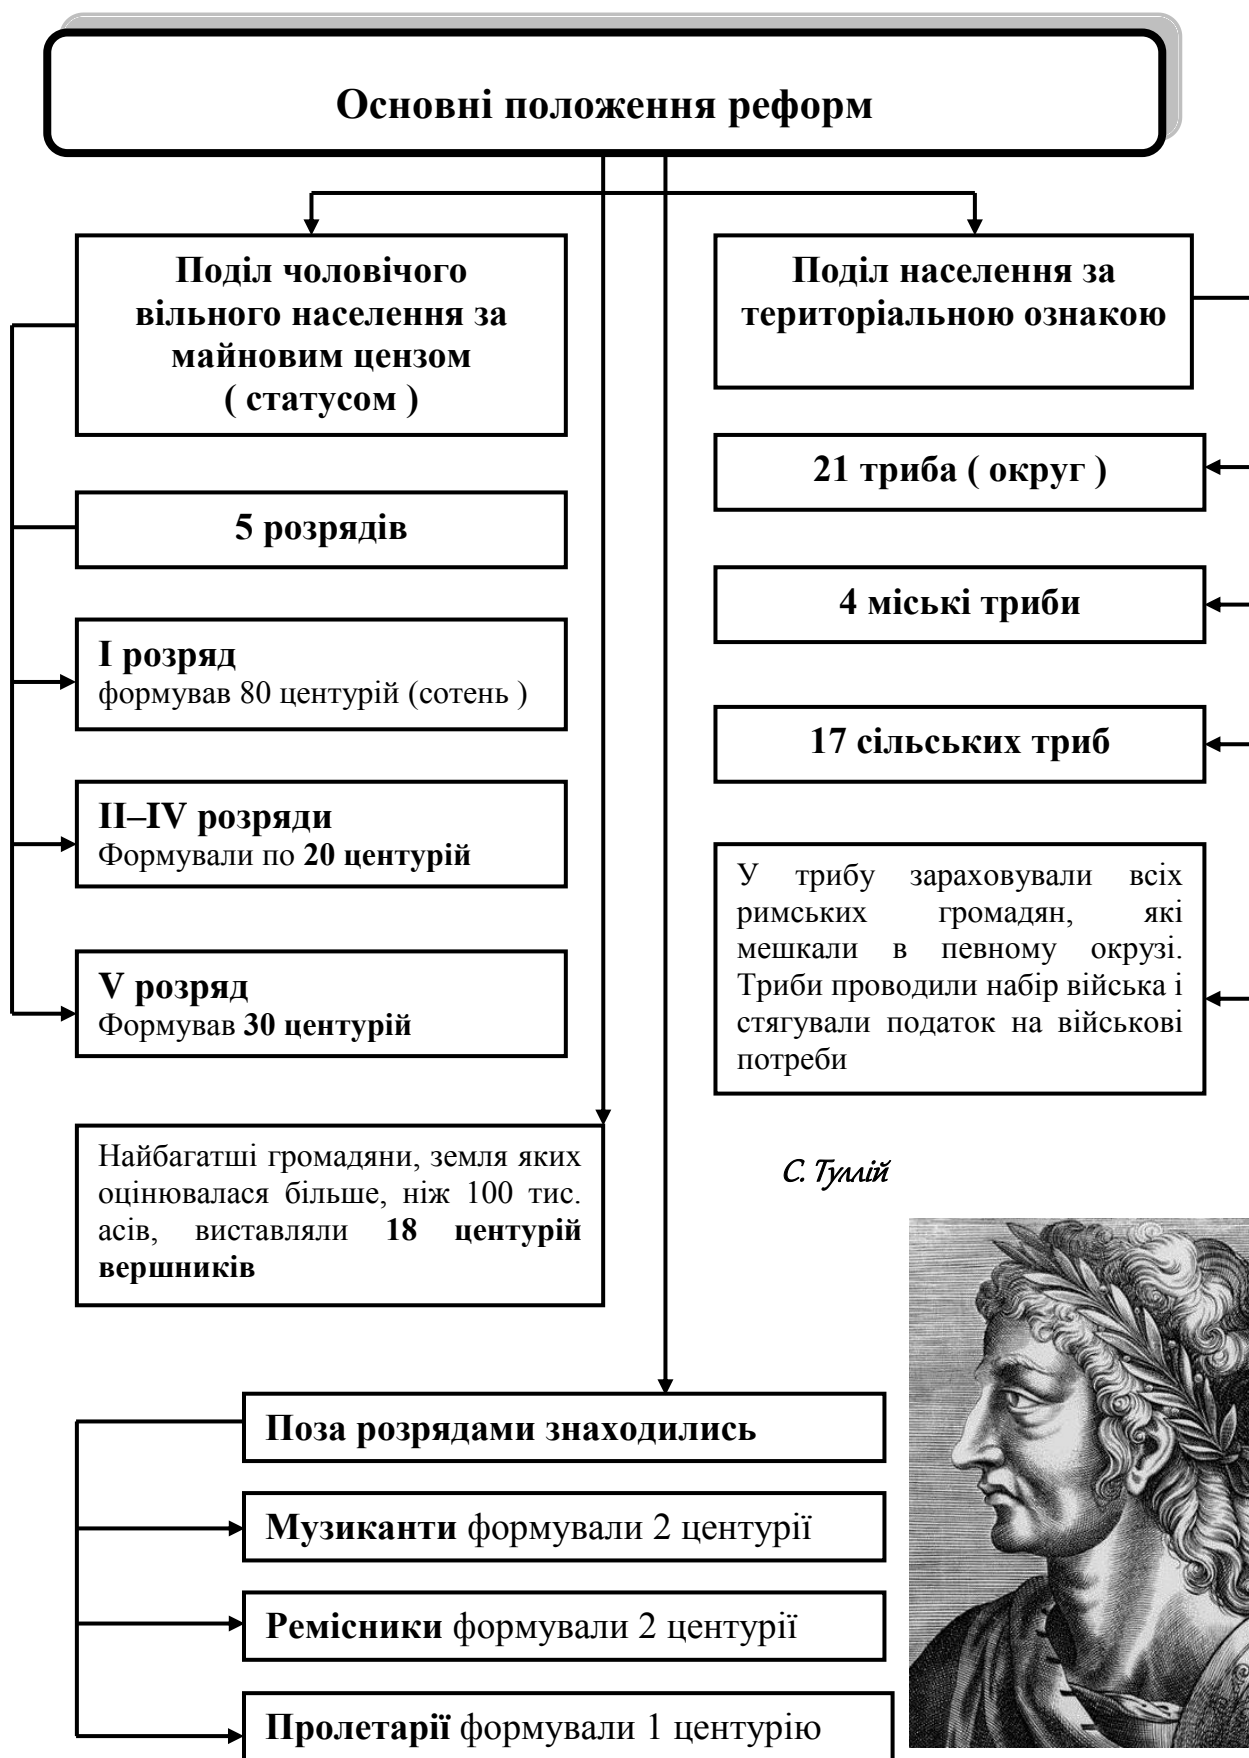 Основні положення реформ
Поділ чоловічого
вільного населення за
майновим цензом
( статусом )
5 розрядів
І розряд
формував 80 центурій (сотень )
ІІ–ІV розряди
Формували по 20 центурій
V розряд
Формував 30 центурій
Найбагатші громадяни, земля яких
оцінювалася більше, ніж 100 тис.
асів, виставляли 18 центурій
вершників
Поділ населення за
територіальною ознакою
21 триба ( округ )
4 міські триби
17 сільських триб
У трибу зараховували всіх
римських громадян, які
мешкали в певному окрузі.
Триби проводили набір війська і
стягували податок на військові
потреби
С. Туллій
Поза розрядами знаходились
Музиканти формували 2 центурії
Ремісники формували 2 центурії
Пролетарії формували 1 центурію